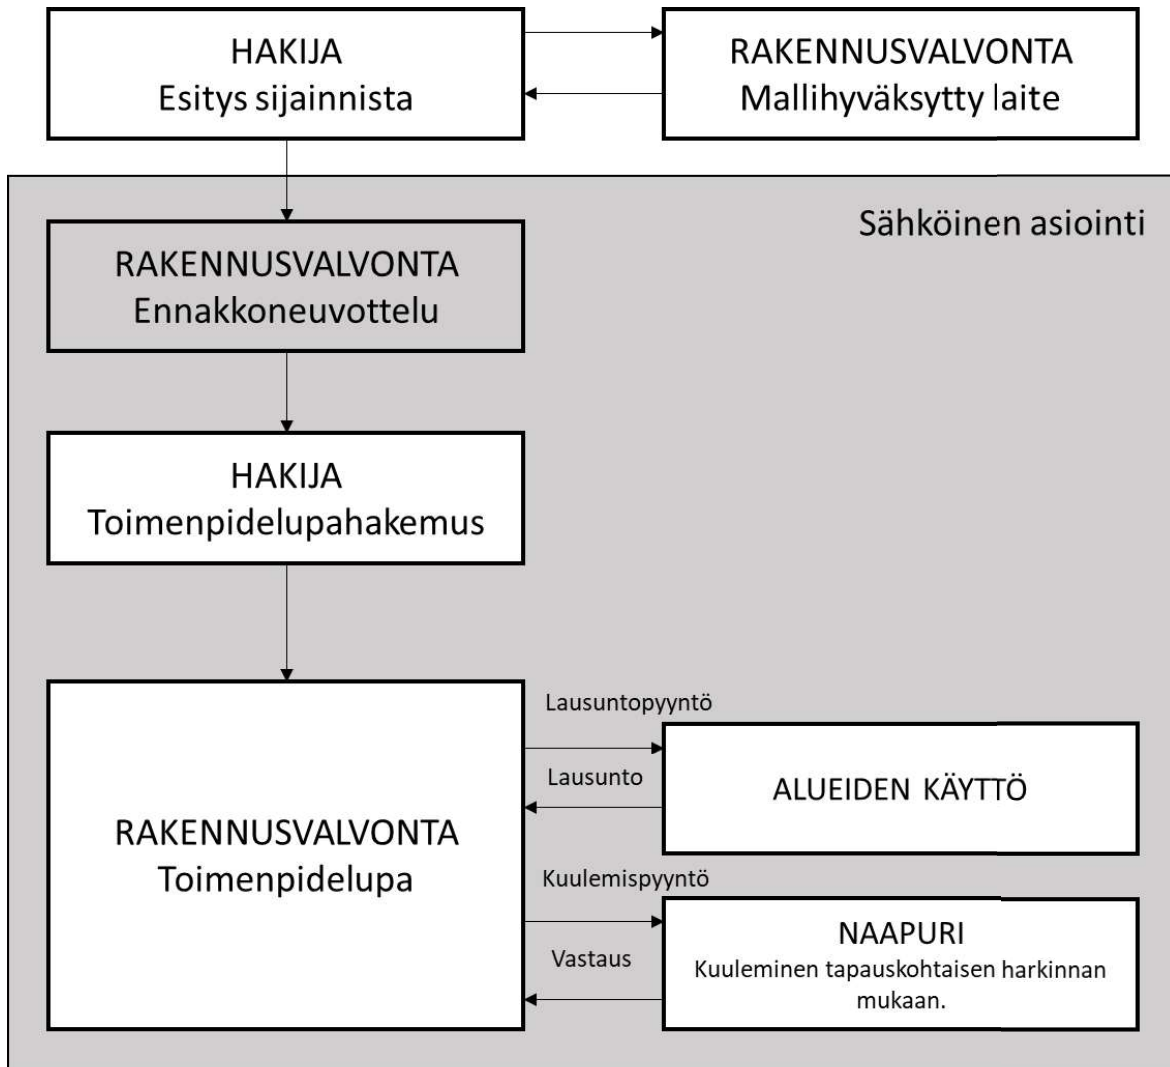 HAKIJA
Esitys sijainnista
RAKENNUSVALVONTA
Mallihyväksytty laite
Sähköinen asiointi
RAKENNUSVALVONTA
Ennakkoneuvottelu
HAKIJA
Toimenpidelupahakemus
RAKENNUSVALVONTA
Toimenpidelupa
Lausuntopyyntö
Lausunto
ALUEIDEN KÄYTTÖ
Kuulemispyyntö
Vastaus
NAAPURI
Kuuleminen tapauskohtaisen harkinnan
mukaan.